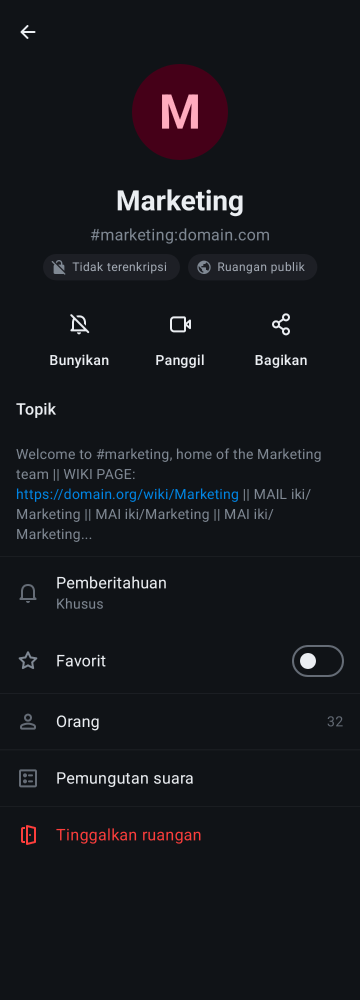 M
Marketing
#marketing:domain.com
Tidak terenkripsi
Ruangan publik
Bunyikan
Panggil
Bagikan
Topik
Welcome to #marketing, home of the Marketing
team || WIKI PAGE:
https://domain.org/wiki/Marketing || MAIL iki/
Marketing || MAI iki/Marketing || MAI iki/
Marketing...
Pemberitahuan
Khusus
Favorit
Orang
32
Pemungutan suara
Tinggalkan ruangan